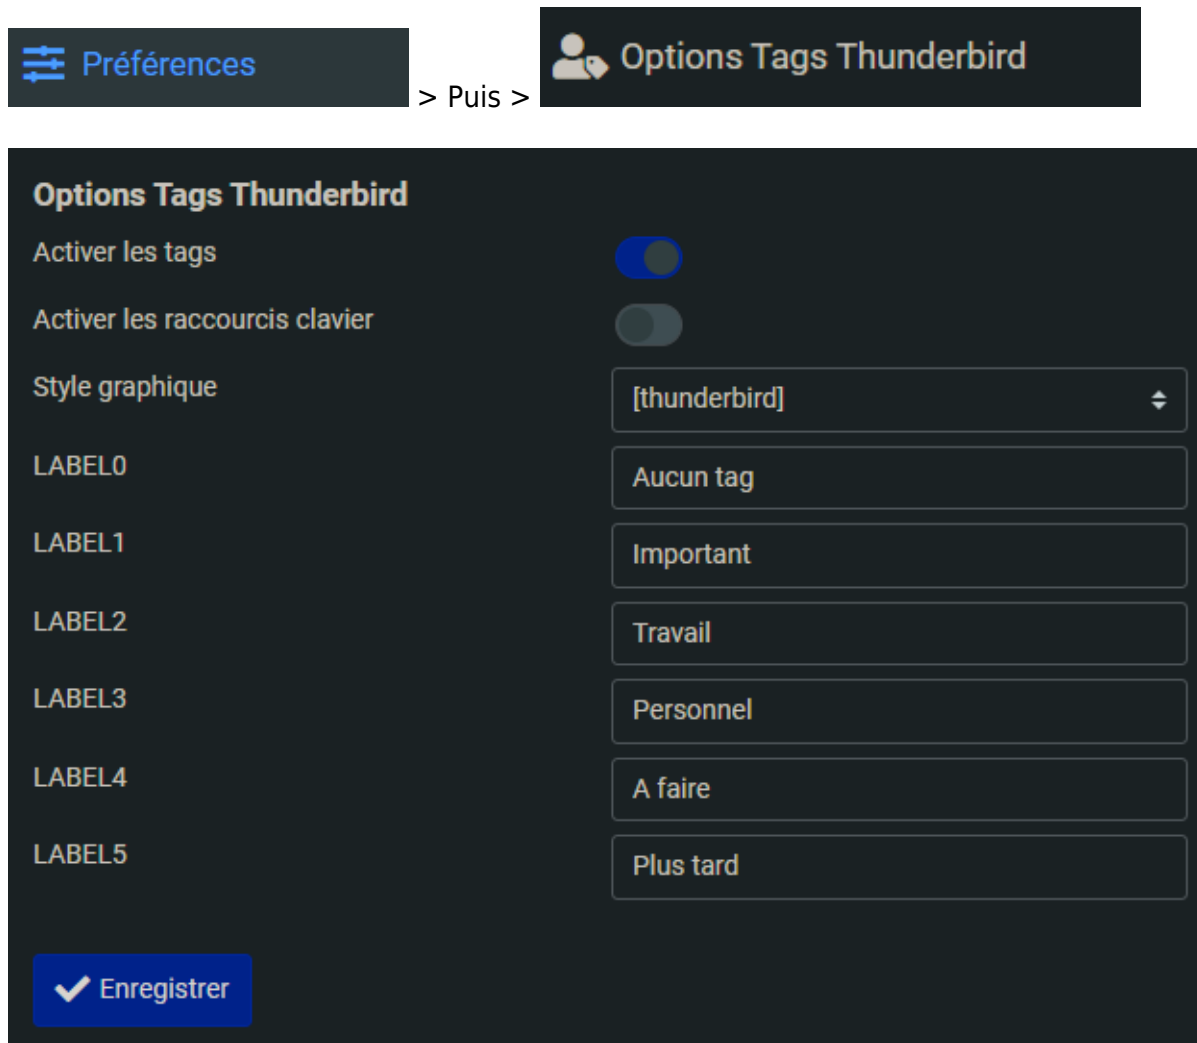 Préférences > Puis > Options Tags Thunderbird
Options Tags Thunderbird
Activer les tags
Activer les raccourcis clavier
Style graphique [thunderbird]
LABEL0 Aucun tag
LABEL1 Important
LABEL2 Travail
LABEL3 Personnel
LABEL4 A faire
LABEL5 Plus tard
Enregistrer